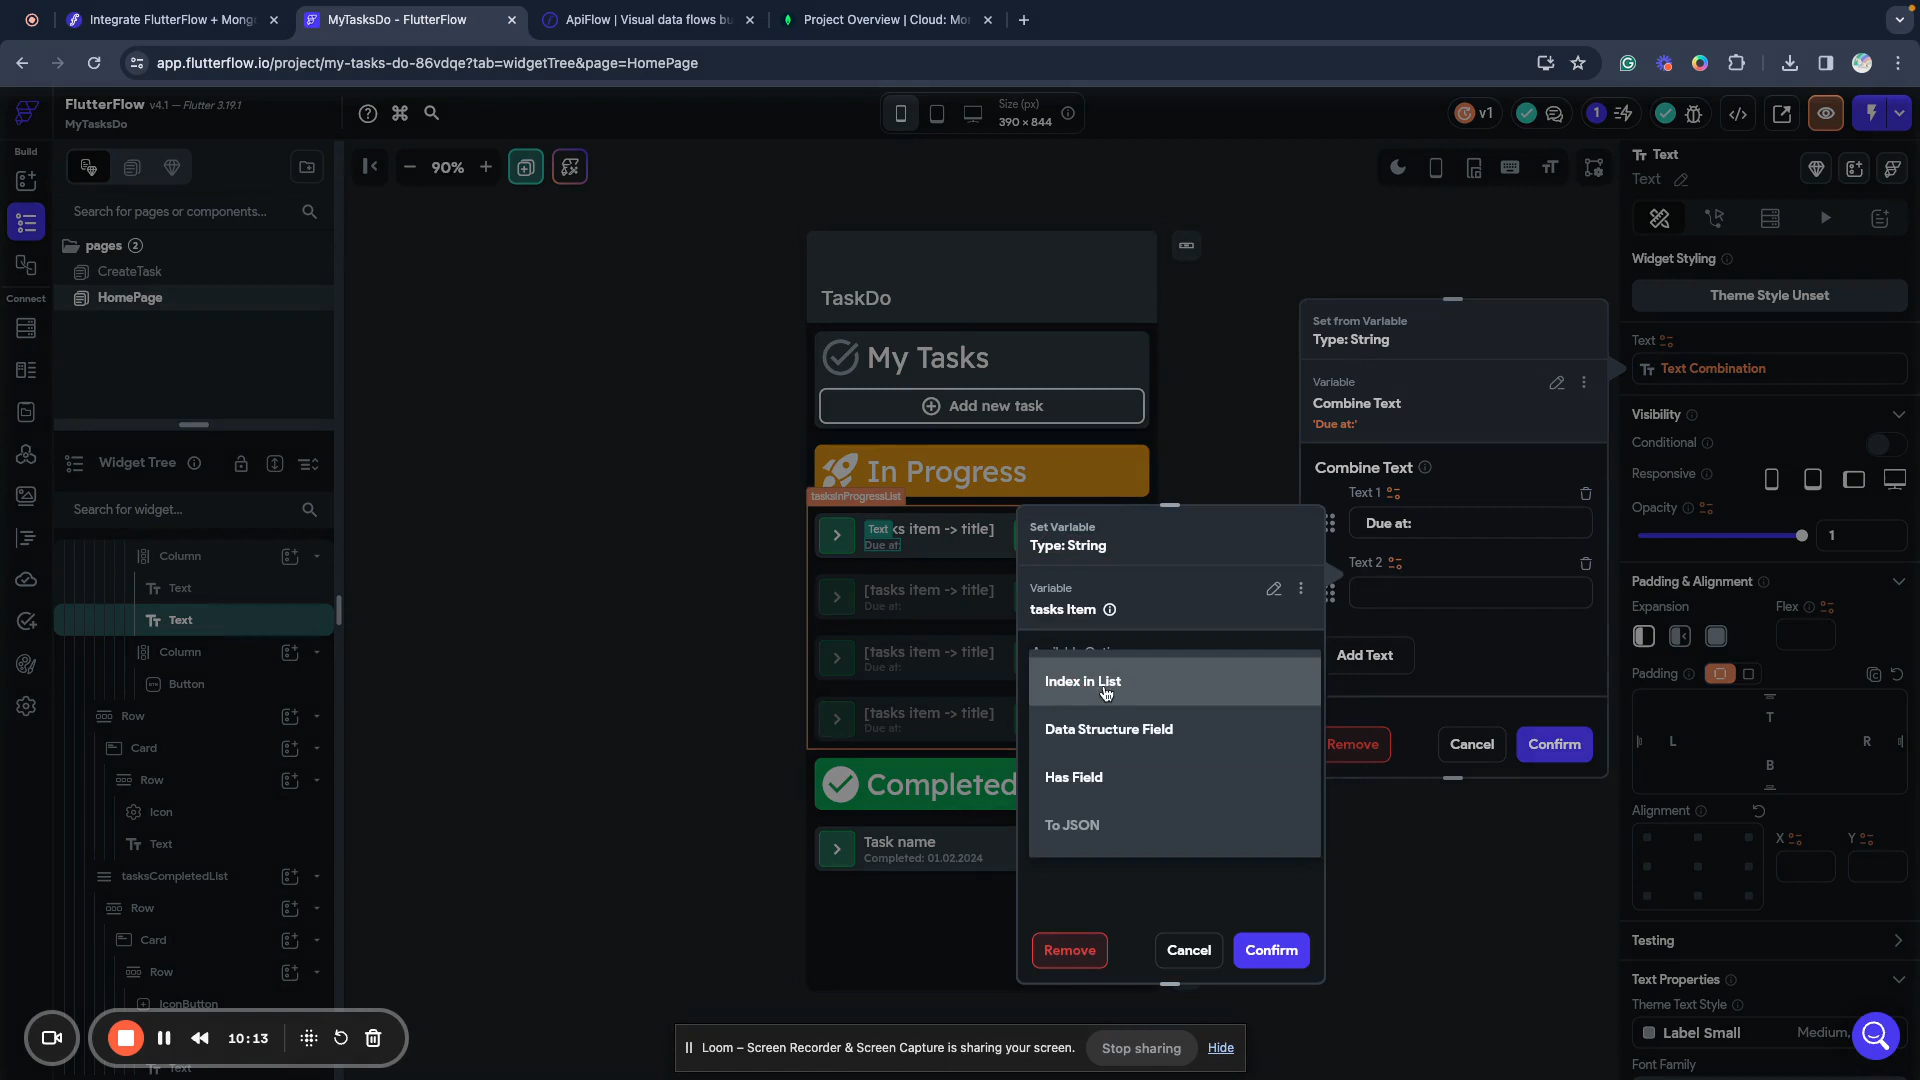 Integrate FlutterFlow + Mong
MyTasksDo - FlutterFlow
ApiFlow | Visual data flows bu
Project Overview | Cloud: Mon
app.flutterflow.io/project/my-tasks-do-86vdqe?tab=widgetTree&page=HomePage
FlutterFlow v4.1 — Flutter 3.19.1
MyTasksDo
Size (px)
390 × 844
v1
1
Build
Connect
90%
Search for pages or components...
pages 2
CreateTask
HomePage
Widget Tree
Search for widget...
Column
Text
Text
Column
Button
Row
Card
Row
Icon
Text
tasksCompletedList
Row
Card
Row
IconButton
Text
TaskDo
My Tasks
Add new task
In Progress
tasksInProgressList
Text
ks item -> title]
Due at:
[tasks item -> title]
Due at:
[tasks item -> title]
Due at:
[tasks item -> title]
Due at:
Completed
Task name
Completed: 01.02.2024
Set Variable
Type: String
Variable
tasks Item
Index in List
Data Structure Field
Has Field
To JSON
Remove
Cancel
Confirm
Set from Variable
Type: String
Variable
Combine Text
'Due at:'
Combine Text
Text 1
Due at:
Text 2
Add Text
Remove
Cancel
Confirm
Text
Text
Widget Styling
Theme Style Unset
Text
Text Combination
Visibility
Conditional
Responsive
Opacity
1
Padding & Alignment
Expansion
Flex
Padding
T
L
R
B
Alignment
X
Y
Testing
Text Properties
Theme Text Style
Label Small
Medium,
Font Family
10:13
Loom – Screen Recorder & Screen Capture is sharing your screen.
Stop sharing
Hide